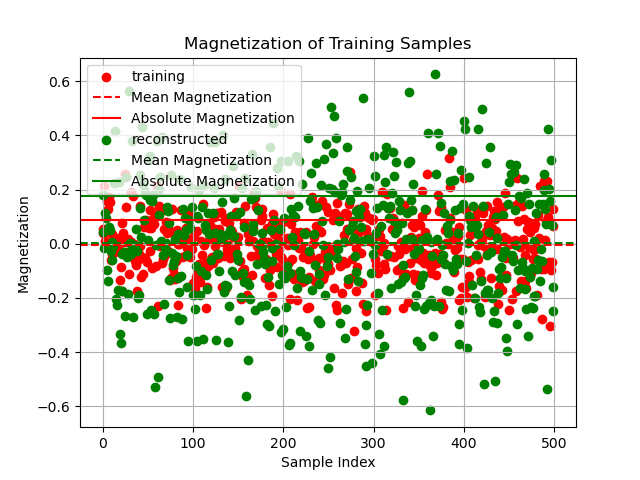 Magnetization of Training Samples
training
Mean Magnetization
Absolute Magnetization
reconstructed
Mean Magnetization
Absolute Magnetization
0.6
0.4
0.2
0.0
−0.2
−0.4
−0.6
Magnetization
0 100 200 300 400 500
Sample Index